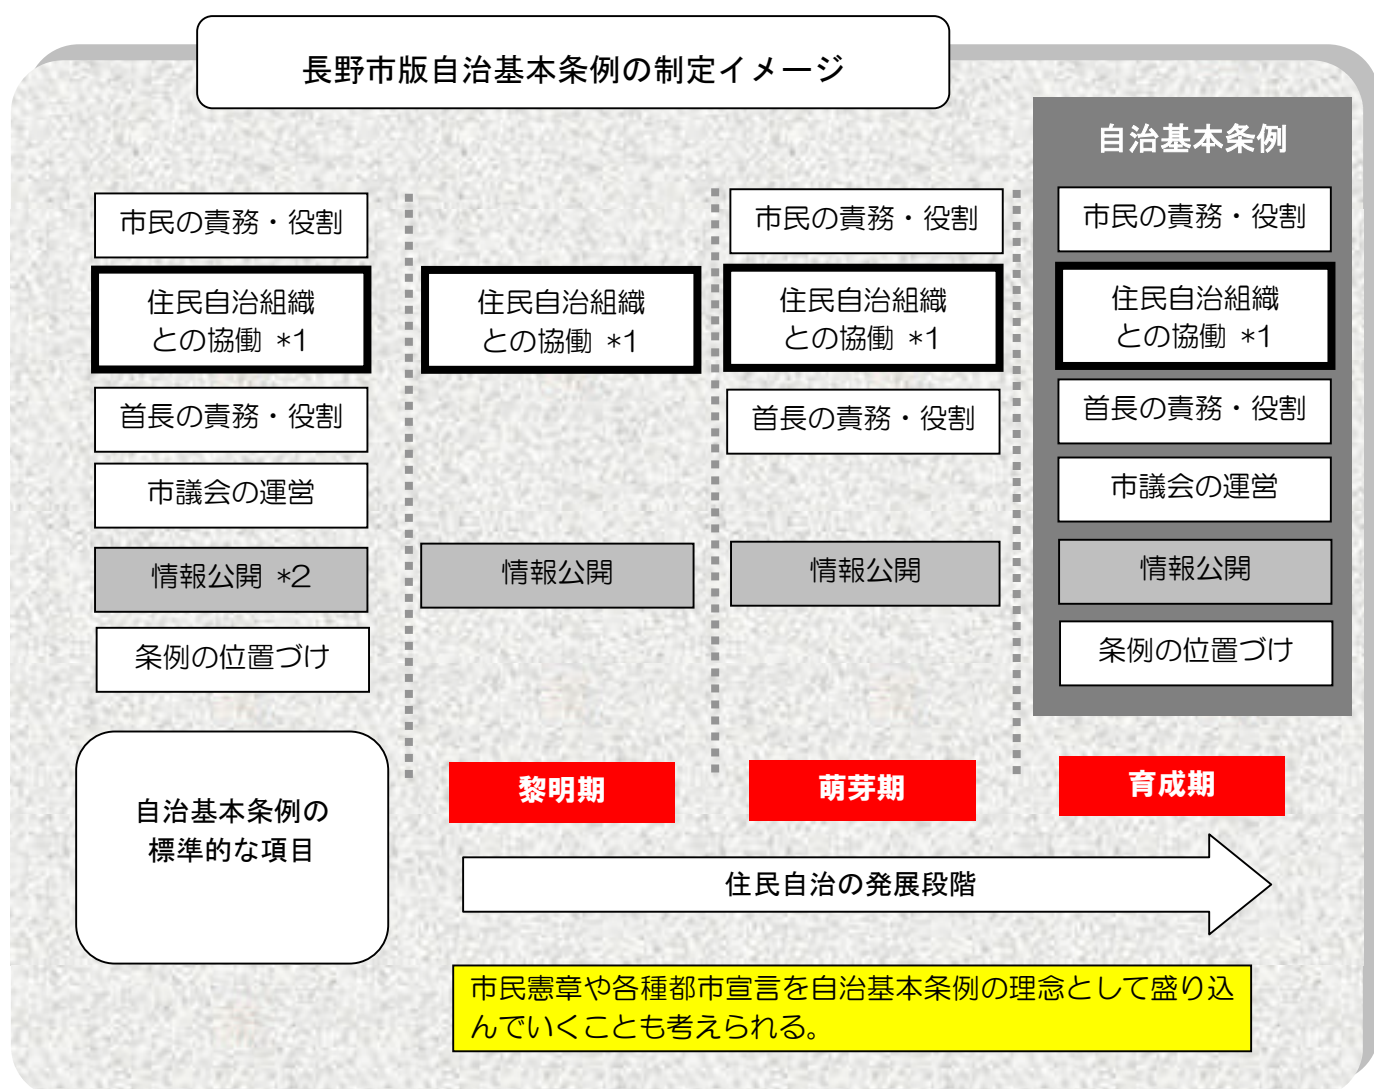 長野市版自治基本条例の制定イメージ
市民の責務・役割
住民自治組織
との協働 *1
首長の責務・役割
市議会の運営
情報公開 *2
条例の位置づけ
自治基本条例の
標準的な項目
住民自治組織
との協働 *1
情報公開
黎明期
市民の責務・役割
住民自治組織
との協働 *1
首長の責務・役割
情報公開
萌芽期
自治基本条例
市民の責務・役割
住民自治組織
との協働 *1
首長の責務・役割
市議会の運営
情報公開
条例の位置づけ
育成期
住民自治の発展段階
市民憲章や各種都市宣言を自治基本条例の理念として盛り込
んでいくことも考えられる。